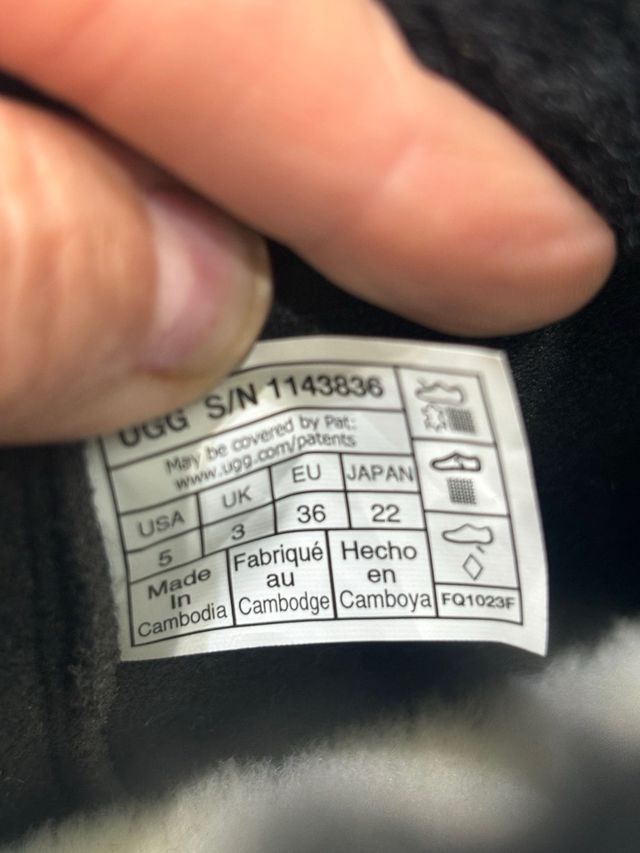 UGG S/N 1143836
May be covered by Pat:
www.ugg.com/patents
USA UK EU JAPAN
5 3 36 22
Made
In
Cambodia
Fabriqué
au
Cambodge
Hecho
en
Camboya
FQ1023F